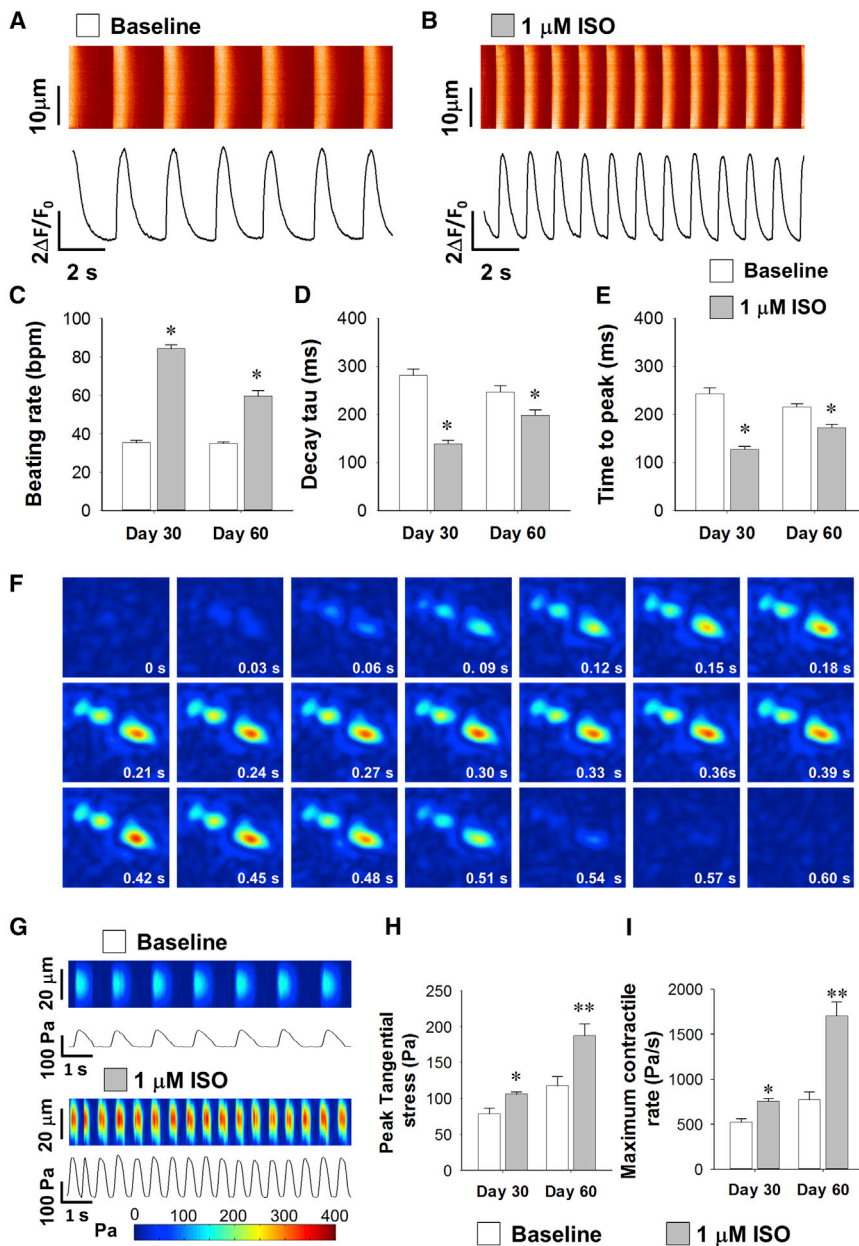 A
Baseline
10μm
2ΔF/F0
2 s
B
1 μM ISO
10μm
2ΔF/F0
2 s
Baseline
1 μM ISO
C
Beating rate (bpm)
100
80
60
40
20
0
*
*
Day 30 Day 60
D
Decay tau (ms)
400
300
200
100
0
*
*
Day 30 Day 60
E
Time to peak (ms)
400
300
200
100
0
*
*
Day 30 Day 60
F
0 s 0.03 s 0.06 s 0. 09 s 0.12 s 0.15 s 0.18 s
0.21 s 0.24 s 0.27 s 0.30 s 0.33 s 0.36s 0.39 s
0.42 s 0.45 s 0.48 s 0.51 s 0.54 s 0.57 s 0.60 s
G
Baseline
20 μm
100 Pa
1 s
1 μM ISO
20 μm
100 Pa
1 s
Pa
0 100 200 300 400
H
Peak Tangential
stress (Pa)
250
200
150
100
50
0
*
**
Day 30 Day 60
I
Maximum contractile
rate (Pa/s)
2000
1500
1000
500
0
*
**
Day 30 Day 60
Baseline
1 μM ISO